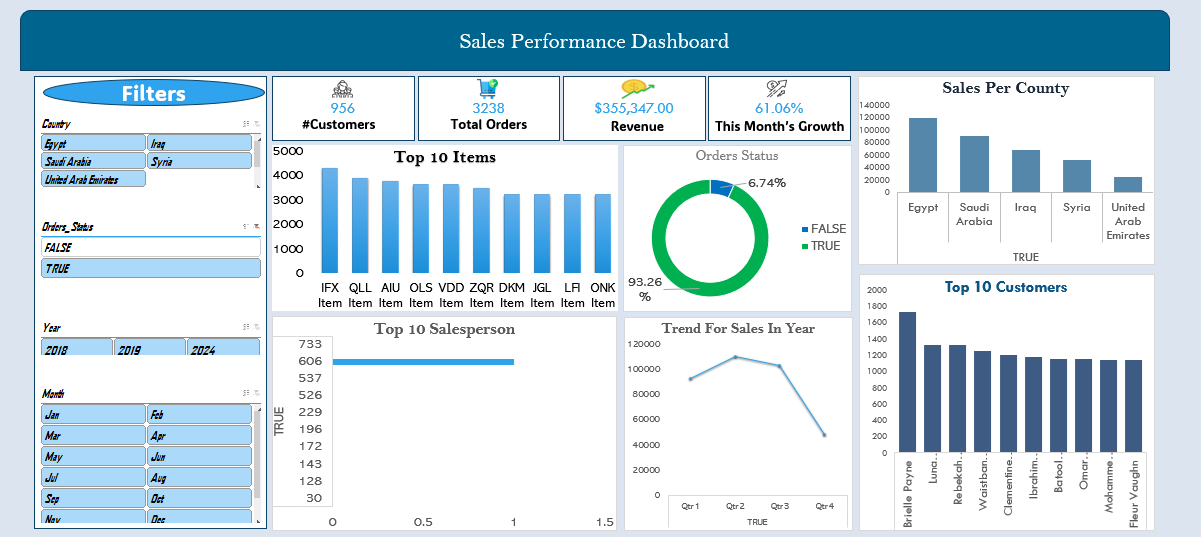 Sales Performance Dashboard
Filters
Country
Egypt
Iraq
Saudi Arabia
Syria
United Arab Emirates
Orders_Status
FALSE
TRUE
Year
2018
2019
2024
Month
Jan
Feb
Mar
Apr
May
Jun
Jul
Aug
Sep
Oct
Nov
Dec
956
#Customers
3238
Total Orders
$355,347.00
Revenue
61.06%
This Month's Growth
Top 10 Items
5000
4000
3000
2000
1000
0
IFX Item
QLL Item
AIU Item
OLS Item
VDD Item
ZQR Item
DKM Item
JGL Item
LFI Item
ONK Item
Orders Status
6.74%
93.26
%
FALSE
TRUE
Sales Per County
140000
120000
100000
80000
60000
40000
20000
0
Egypt
Saudi
Arabia
Iraq
Syria
United
Arab
Emirates
TRUE
Top 10 Salesperson
TRUE
733
606
537
526
229
196
172
143
128
30
0
0.5
1
1.5
Trend For Sales In Year
120000
100000
80000
60000
40000
20000
0
Qtr1
Qtr2
Qtr3
Qtr4
TRUE
Top 10 Customers
2000
1800
1600
1400
1200
1000
800
600
400
200
0
Brielle Payne
Luna..
Rebekah..
Waistban..
Clementine..
Ibrahim..
Batool..
Omar..
Mohamme..
Fleur Vaughn